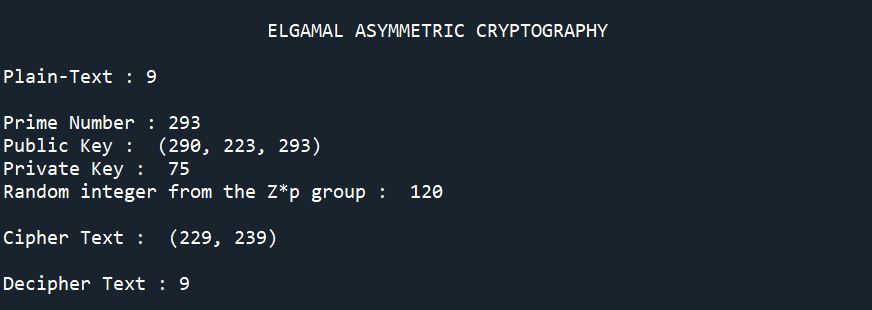 ELGAMAL ASYMMETRIC CRYPTOGRAPHY
Plain-Text : 9
Prime Number : 293
Public Key :  (290, 223, 293)
Private Key :  75
Random integer from the Z*p group :  120
Cipher Text :  (229, 239)
Decipher Text : 9